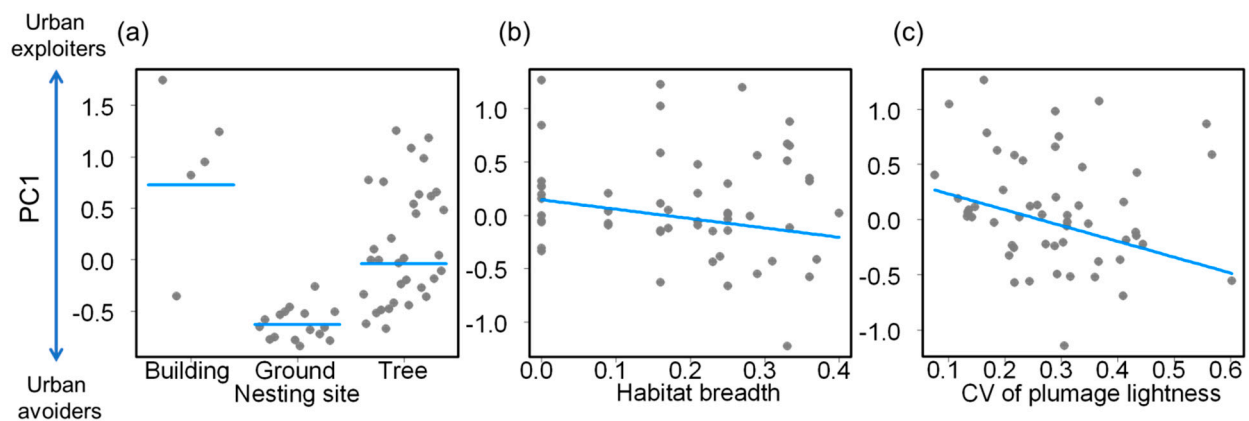 Urban
exploiters
PC1
Urban
avoiders
(a)
1.5
1.0
0.5
0.0
-0.5
Building Ground Tree
Nesting site
(b)
1.0
0.5
0.0
-0.5
-1.0
0.0 0.1 0.2 0.3 0.4
Habitat breadth
(c)
1.0
0.5
0.0
-0.5
-1.0
0.1 0.2 0.3 0.4 0.5 0.6
CV of plumage lightness